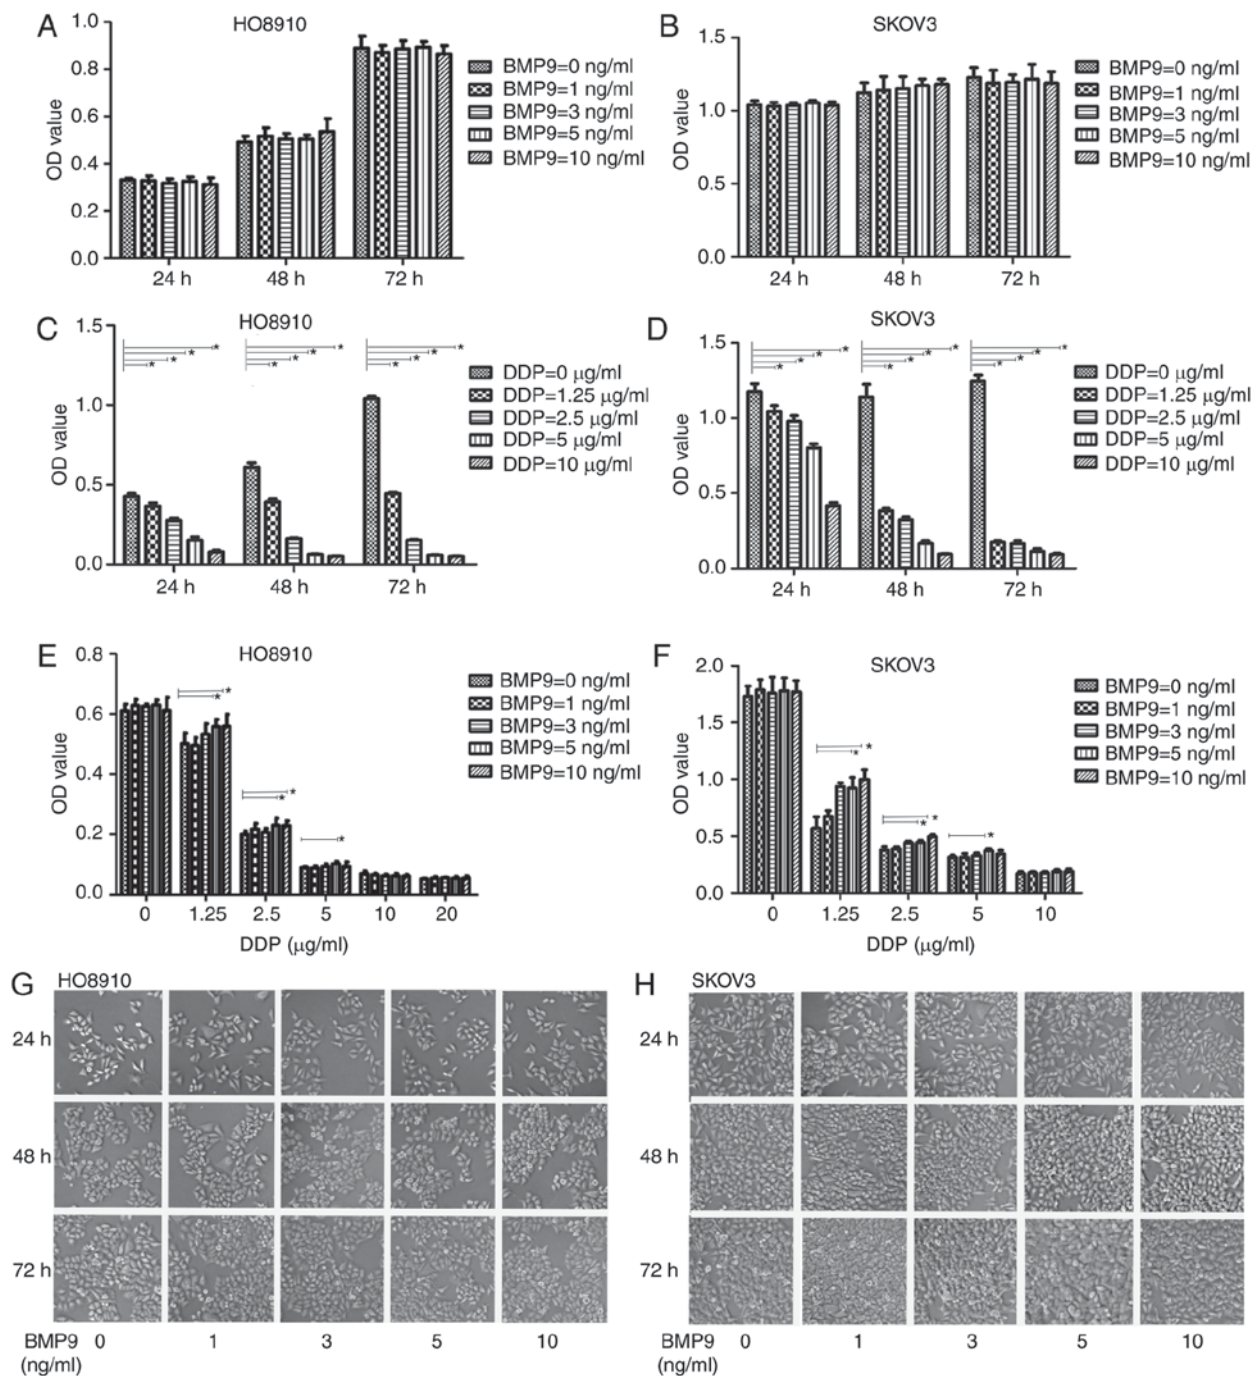 A
HO8910
OD value
1.0
0.8
0.6
0.4
0.2
0.0
24 h
48 h
72 h
BMP9=0 ng/ml
BMP9=1 ng/ml
BMP9=3 ng/ml
BMP9=5 ng/ml
BMP9=10 ng/ml
B
SKOV3
OD value
1.5
1.0
0.5
0.0
24 h
48 h
72 h
BMP9=0 ng/ml
BMP9=1 ng/ml
BMP9=3 ng/ml
BMP9=5 ng/ml
BMP9=10 ng/ml
C
HO8910
OD value
1.5
1.0
0.5
0.0
* * * *
* * * *
* * * *
24 h
48 h
72 h
DDP=0 µg/ml
DDP=1.25 µg/ml
DDP=2.5 µg/ml
DDP=5 µg/ml
DDP=10 µg/ml
D
SKOV3
OD value
1.5
1.0
0.5
0.0
* * * *
* * * *
* * * *
24 h
48 h
72 h
DDP=0 µg/ml
DDP=1.25 µg/ml
DDP=2.5 µg/ml
DDP=5 µg/ml
DDP=10 µg/ml
E
HO8910
OD value
0.8
0.6
0.4
0.2
0.0
* *
* *
*
0
1.25
2.5
5
10
20
DDP (µg/ml)
BMP9=0 ng/ml
BMP9=1 ng/ml
BMP9=3 ng/ml
BMP9=5 ng/ml
BMP9=10 ng/ml
F
SKOV3
OD value
2.0
1.5
1.0
0.5
0.0
* *
* *
*
0
1.25
2.5
5
10
DDP (µg/ml)
BMP9=0 ng/ml
BMP9=1 ng/ml
BMP9=3 ng/ml
BMP9=5 ng/ml
BMP9=10 ng/ml
G
HO8910
24 h
48 h
72 h
BMP9 0 1 3 5 10
(ng/ml)
H
SKOV3
24 h
48 h
72 h
BMP9 0 1 3 5 10
(ng/ml)